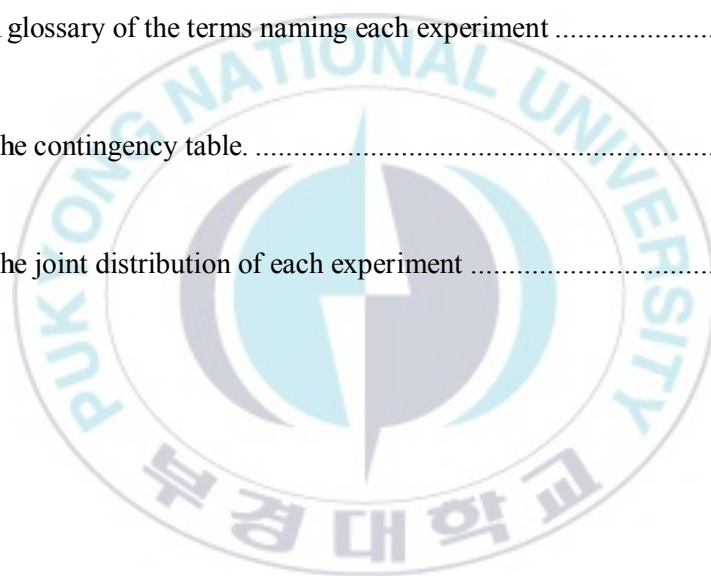 glossary of the terms naming each experiment ......................
he contingency table. ................................................................
he joint distribution of each experiment ..................................
PUKYONG NATIONAL UNIVERSITY
부경대학교